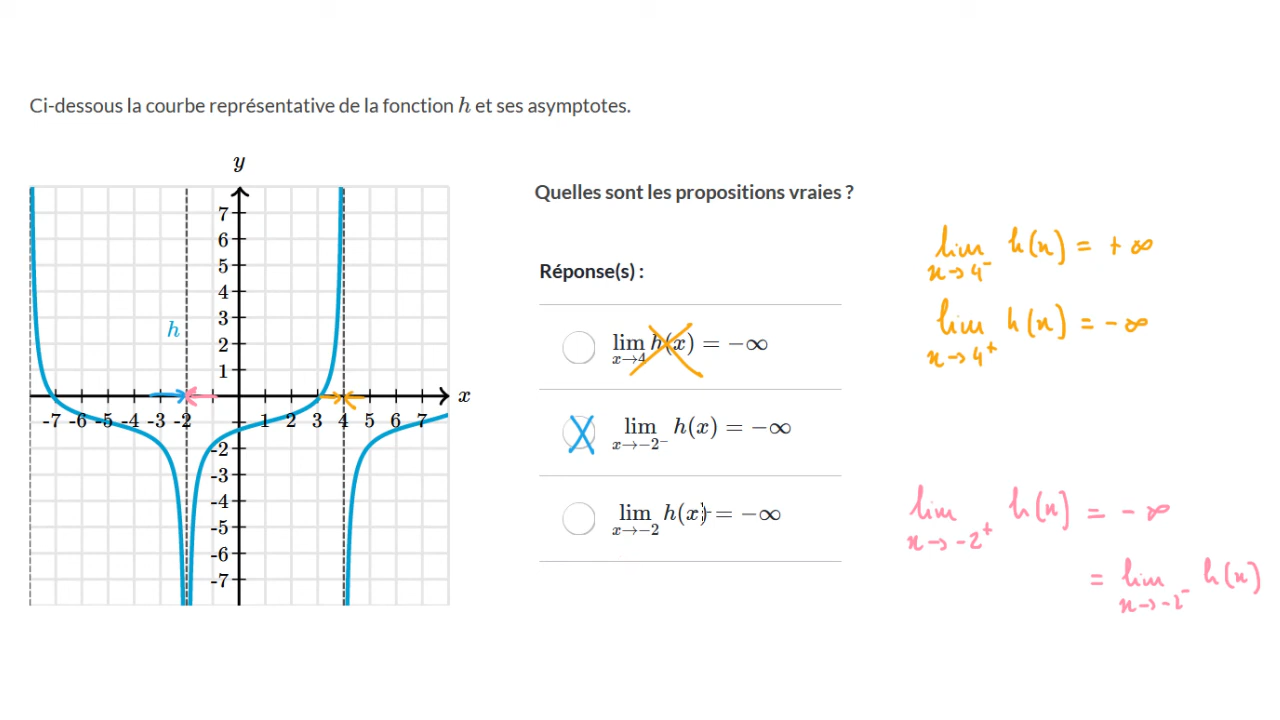 Ci-dessous la courbe représentative de la fonction h et ses asymptotes.
y
7
6
5
4
3
2
1
h
x
-7 -6 -5 -4 -3 -2 1 2 3 4 5 6 7
-2
-3
-4
-5
-6
-7
Quelles sont les propositions vraies ?
Réponse(s) :
lim h(x) = −∞
x→4
lim h(x) = −∞
x→−2⁻
lim h(x) = −∞
x→−2
lim h(x) = + ∞
x→4⁻
lim h(x) = - ∞
x→4⁺
lim h(x) = - ∞
x→-2⁺
= lim h(x)
x→-2⁻